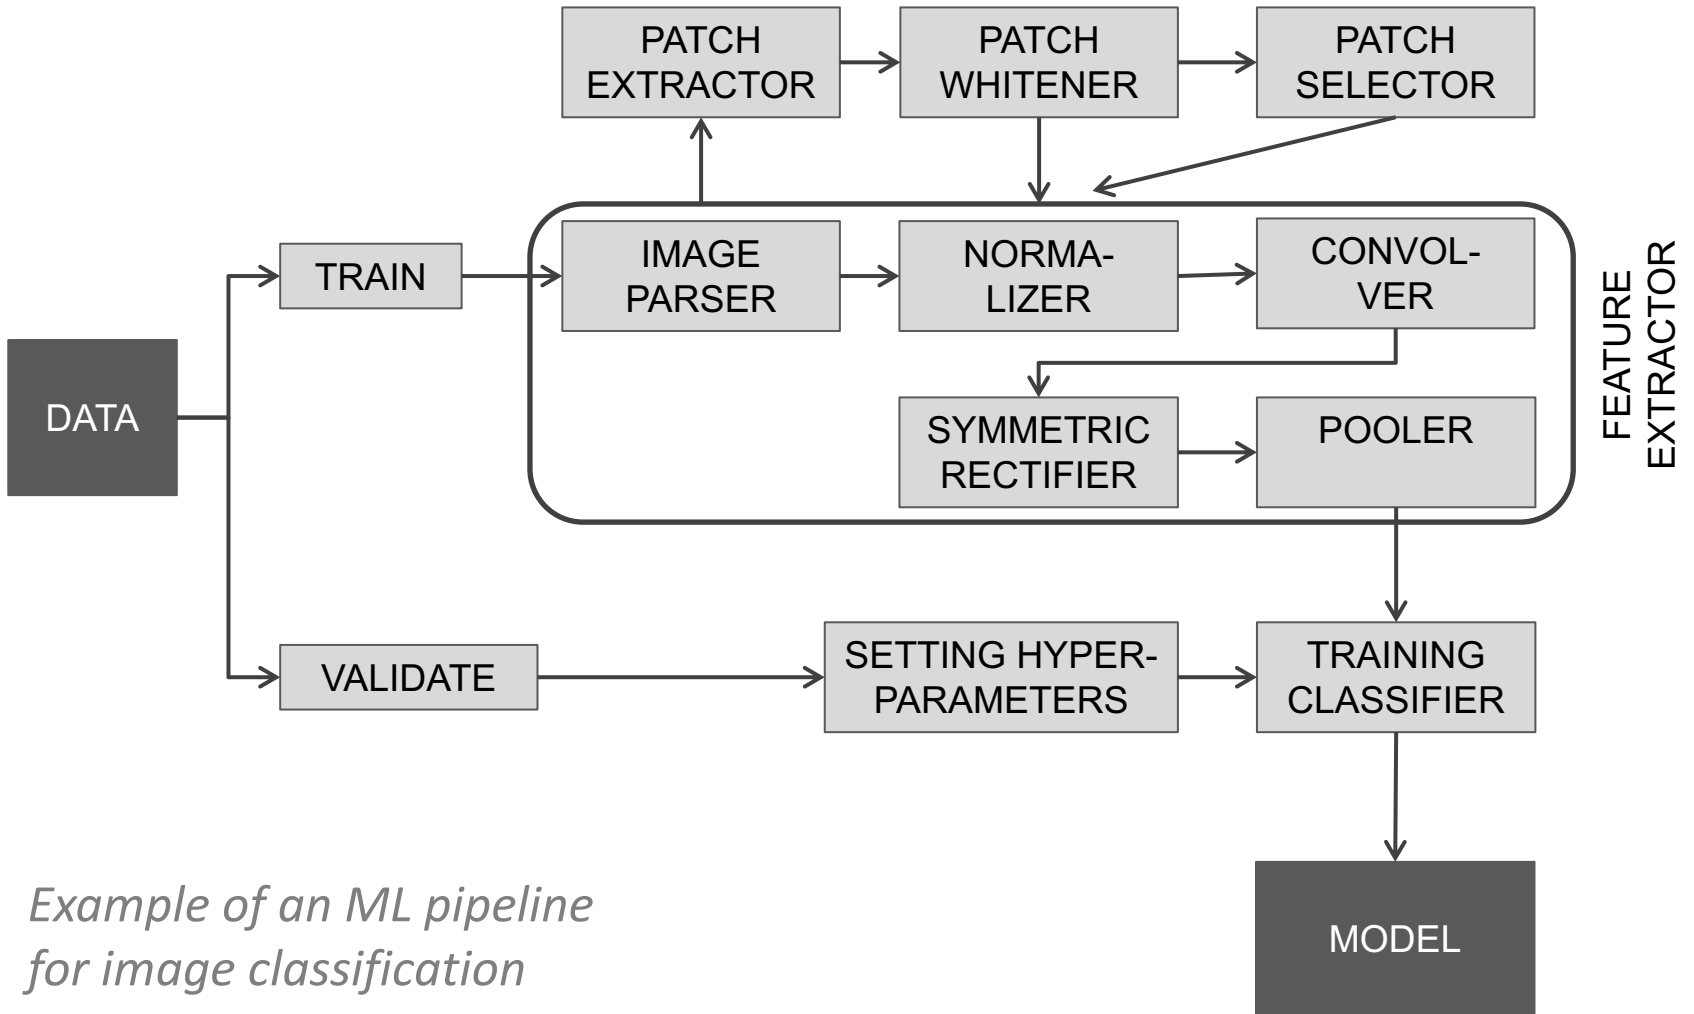 PATCH
EXTRACTOR
PATCH
WHITENER
PATCH
SELECTOR
TRAIN
IMAGE
PARSER
NORMA-
LIZER
CONVOL-
VER
FEATURE
EXTRACTOR
DATA
SYMMETRIC
RECTIFIER
POOLER
VALIDATE
SETTING HYPER-
PARAMETERS
TRAINING
CLASSIFIER
Example of an ML pipeline
for image classification
MODEL